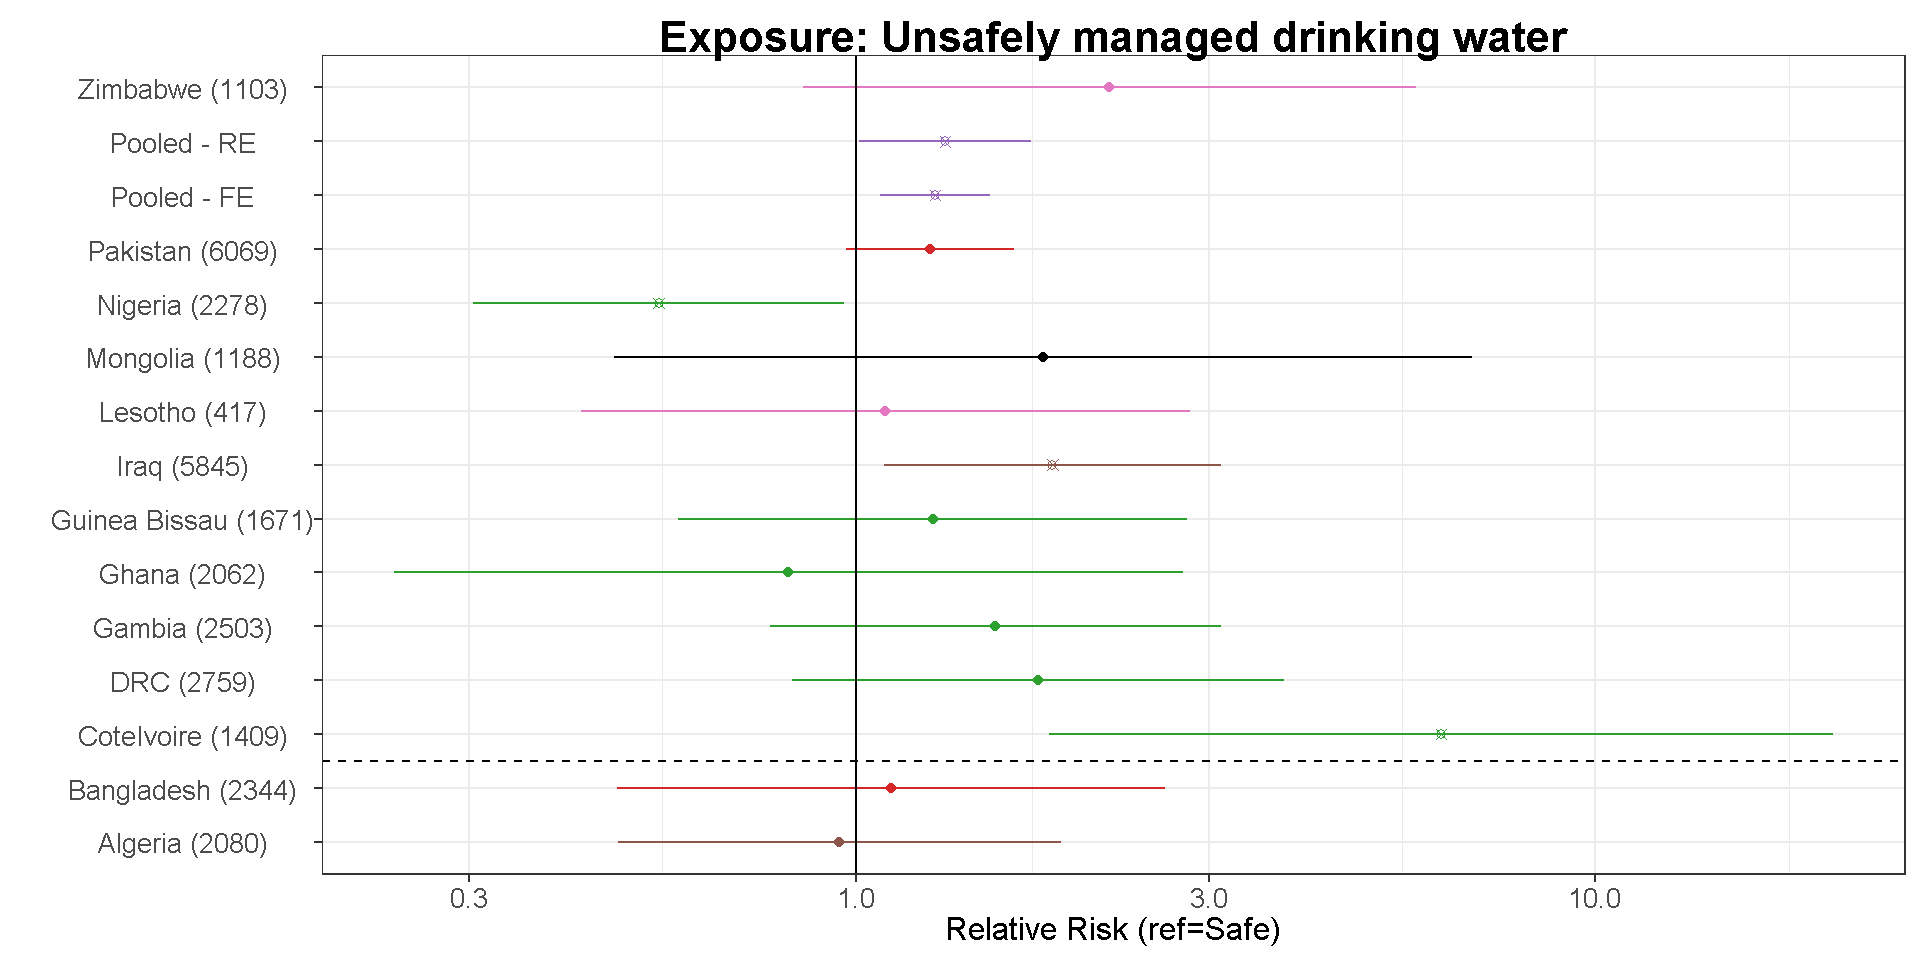 Exposure: Unsafely managed drinking water
Zimbabwe (1103)
Pooled - RE
Pooled - FE
Pakistan (6069)
Nigeria (2278)
Mongolia (1188)
Lesotho (417)
Iraq (5845)
Guinea Bissau (1671)
Ghana (2062)
Gambia (2503)
DRC (2759)
CoteIvoire (1409)
Bangladesh (2344)
Algeria (2080)
0.3 1.0 3.0 10.0
Relative Risk (ref=Safe)